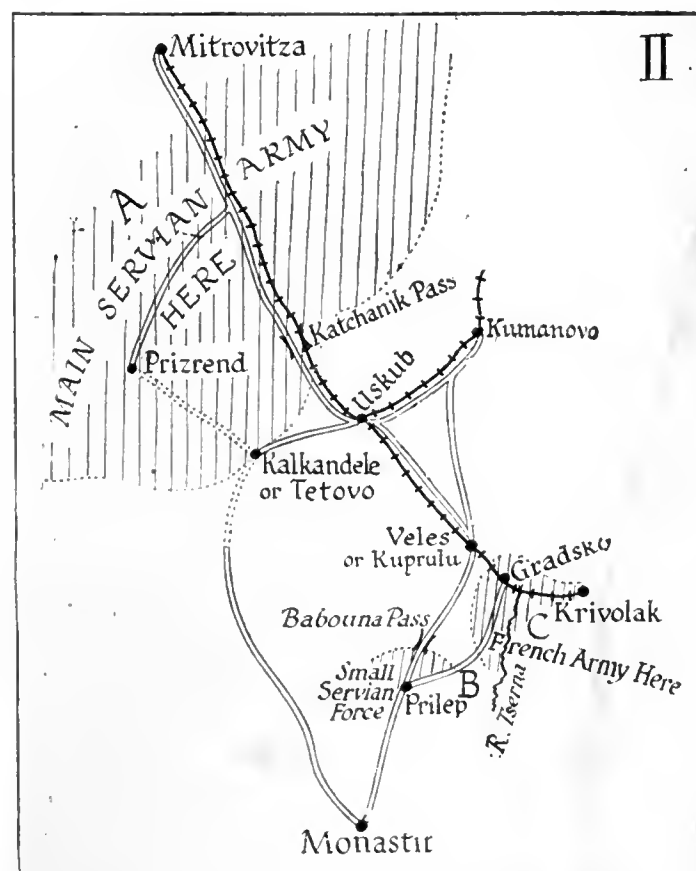 II
Mitrovitza
A
MAIN SERVIAN ARMY
HERE
Katchanik Pass
Kumanovo
Prizrend
Uskub
Kalkandele
or Tetovo
Veles
or Kuprulu
Gradsko
C
Krivolak
French Army Here
Babouna Pass
Small
Servian
Force
B
Prilep
R. Tserna
Monastir